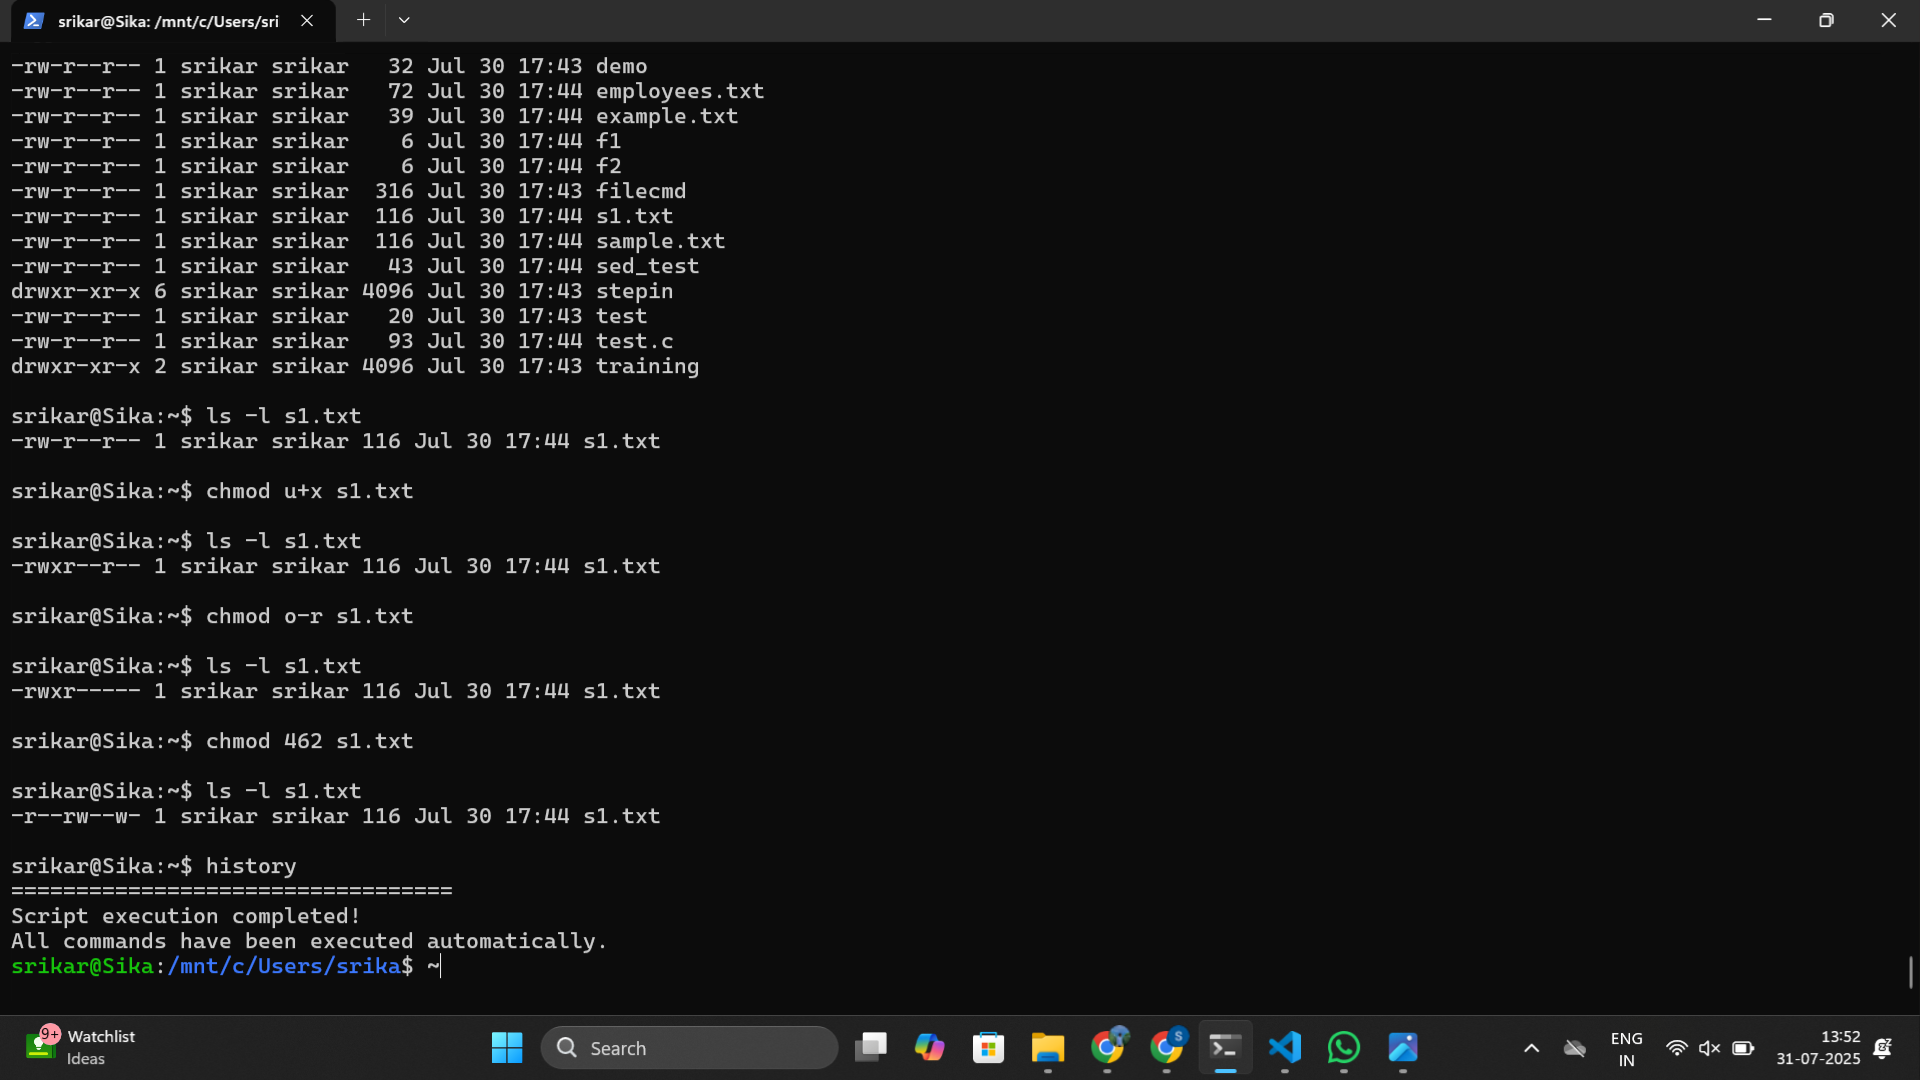 srikar@Sika: /mnt/c/Users/sri
-rw-r--r-- 1 srikar srikar   32 Jul 30 17:43 demo
-rw-r--r-- 1 srikar srikar   72 Jul 30 17:44 employees.txt
-rw-r--r-- 1 srikar srikar   39 Jul 30 17:44 example.txt
-rw-r--r-- 1 srikar srikar    6 Jul 30 17:44 f1
-rw-r--r-- 1 srikar srikar    6 Jul 30 17:44 f2
-rw-r--r-- 1 srikar srikar  316 Jul 30 17:43 filecmd
-rw-r--r-- 1 srikar srikar  116 Jul 30 17:44 s1.txt
-rw-r--r-- 1 srikar srikar  116 Jul 30 17:44 sample.txt
-rw-r--r-- 1 srikar srikar   43 Jul 30 17:44 sed_test
drwxr-xr-x 6 srikar srikar 4096 Jul 30 17:43 stepin
-rw-r--r-- 1 srikar srikar   20 Jul 30 17:43 test
-rw-r--r-- 1 srikar srikar   93 Jul 30 17:44 test.c
drwxr-xr-x 2 srikar srikar 4096 Jul 30 17:43 training
srikar@Sika:~$ ls -l s1.txt
-rw-r--r-- 1 srikar srikar 116 Jul 30 17:44 s1.txt
srikar@Sika:~$ chmod u+x s1.txt
srikar@Sika:~$ ls -l s1.txt
-rwxr--r-- 1 srikar srikar 116 Jul 30 17:44 s1.txt
srikar@Sika:~$ chmod o-r s1.txt
srikar@Sika:~$ ls -l s1.txt
-rwxr----- 1 srikar srikar 116 Jul 30 17:44 s1.txt
srikar@Sika:~$ chmod 462 s1.txt
srikar@Sika:~$ ls -l s1.txt
-r--rw--w- 1 srikar srikar 116 Jul 30 17:44 s1.txt
srikar@Sika:~$ history
==================================
Script execution completed!
All commands have been executed automatically.
srikar@Sika:/mnt/c/Users/srika$ ~
9+
Watchlist
Ideas
Search
S
ENG
IN
13:52
31-07-2025